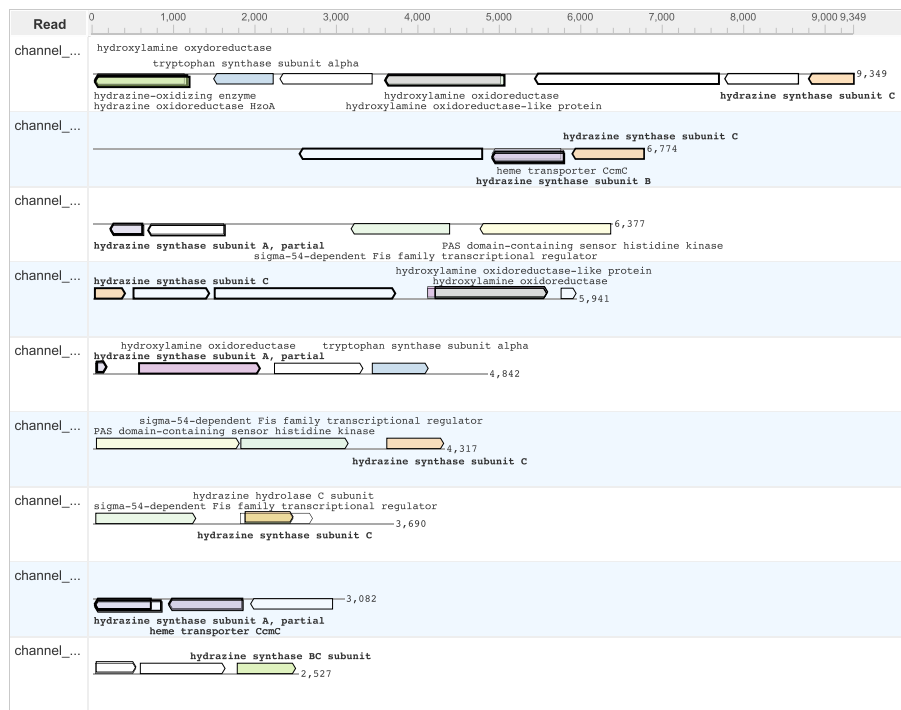 Read 0 1,000 2,000 3,000 4,000 5,000 6,000 7,000 8,000 9,000 9,349
hydroxylamine oxydoreductase
channel_...
tryptophan synthase subunit alpha
9,349
hydrazine-oxidizing enzyme hydroxylamine oxidoreductase hydrazine synthase subunit C
hydrazine oxidoreductase HzoA hydroxylamine oxidoreductase-like protein
channel_...
hydrazine synthase subunit C
6,774
heme transporter CcmC
hydrazine synthase subunit B
channel_...
6,377
hydrazine synthase subunit A, partial PAS domain-containing sensor histidine kinase
sigma-54-dependent Fis family transcriptional regulator
channel_... hydroxylamine oxidoreductase-like protein
hydrazine synthase subunit C hydroxylamine oxidoreductase
5,941
channel_... hydroxylamine oxidoreductase tryptophan synthase subunit alpha
hydrazine synthase subunit A, partial
4,842
sigma-54-dependent Fis family transcriptional regulator
channel_...
PAS domain-containing sensor histidine kinase
4,317
hydrazine synthase subunit C
hydrazine hydrolase C subunit
channel_...
sigma-54-dependent Fis family transcriptional regulator
3,690
hydrazine synthase subunit C
channel_...
3,082
hydrazine synthase subunit A, partial
heme transporter CcmC
channel_...
hydrazine synthase BC subunit
2,527